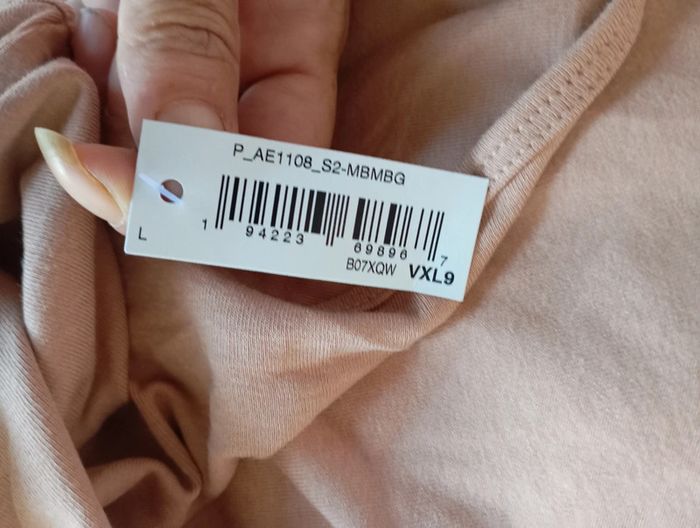 P_AE1108_S2-MBMBG
L
1 94223 69896 7
B07XQW VXL9